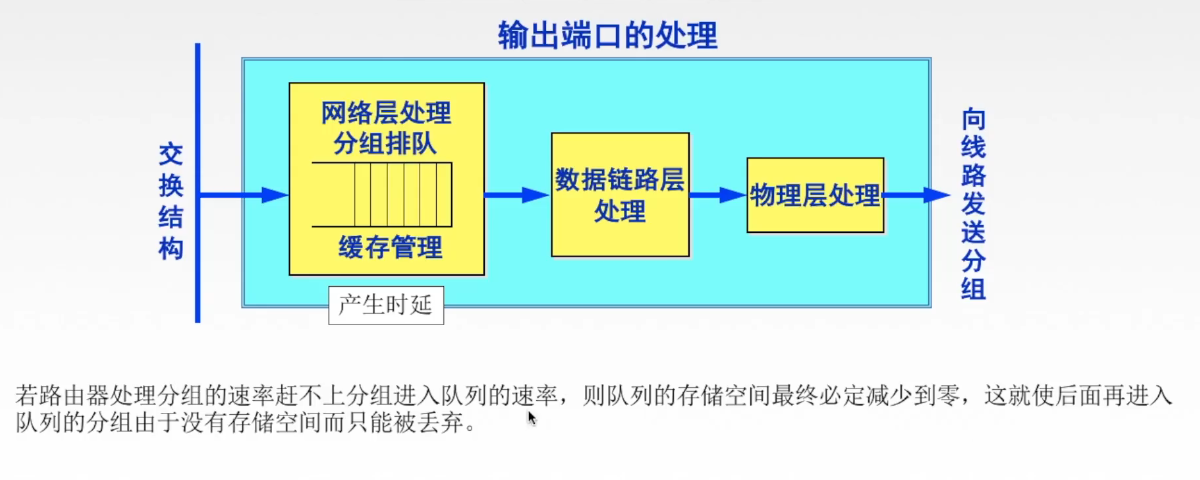 输出端口的处理
交换结构
网络层处理
分组排队
缓存管理
产生时延
数据链路层
处理
物理层处理
向线路发送分组
若路由器处理分组的速率赶不上分组进入队列的速率，则队列的存储空间最终必定减少到零，这就使后面再进入
队列的分组由于没有存储空间而只能被丢弃。